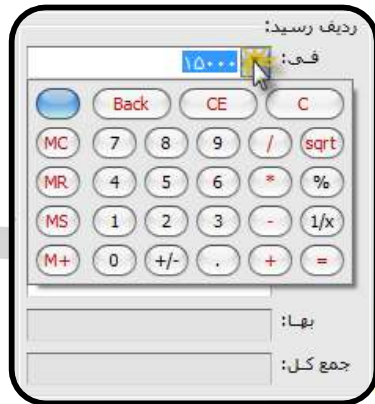 ردیف رسید:
فی: ۱۵۰۰۰
Back CE C
MC 7 8 9 / sqrt
MR 4 5 6 * %
MS 1 2 3 - 1/x
M+ 0 +/- . + =
بها:
جمع کل: